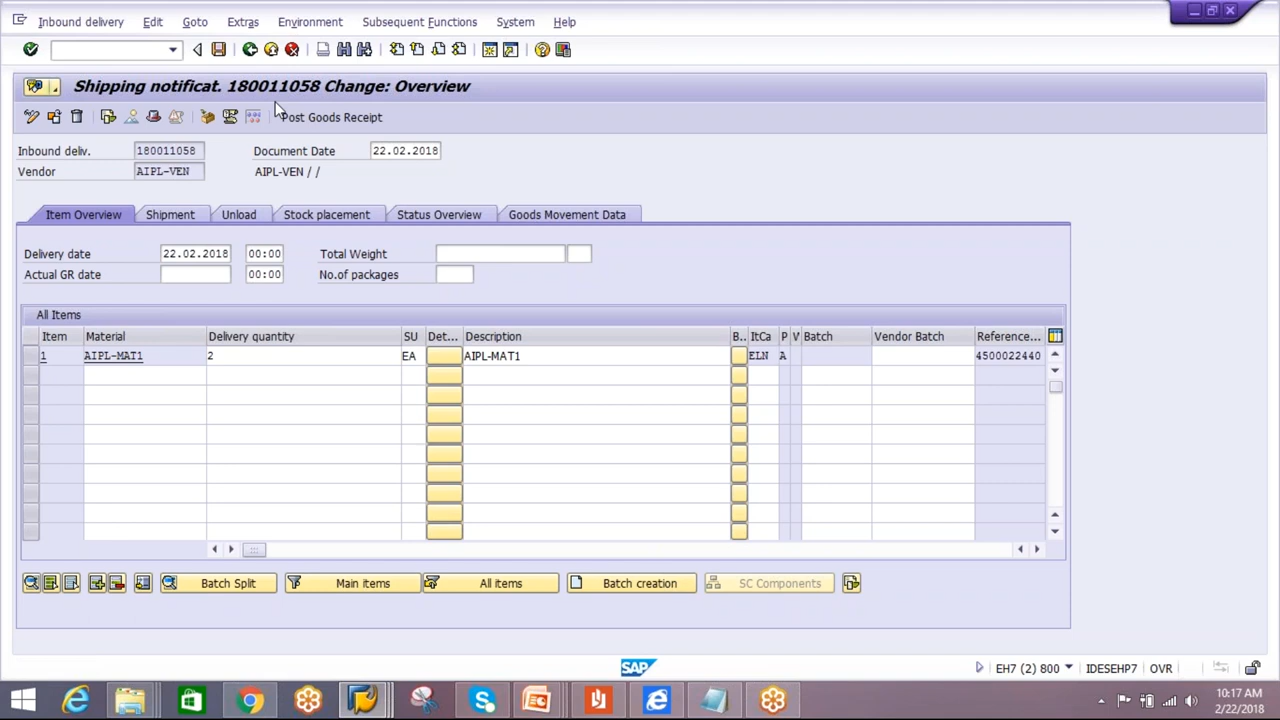 Inbound delivery Edit Goto Extras Environment Subsequent Functions System Help
Shipping notificat. 180011058 Change: Overview
Post Goods Receipt
Inbound deliv. 180011058 Document Date 22.02.2018
Vendor AIPL-VEN AIPL-VEN / /
Item Overview Shipment Unload Stock placement Status Overview Goods Movement Data
Delivery date 22.02.2018 00:00 Total Weight
Actual GR date 00:00 No.of packages
All Items
Item Material Delivery quantity SU Det... Description B.. ItCa P V Batch Vendor Batch Reference...
1 AIPL-MAT1 2 EA AIPL-MAT1 ELN A 4500022440
Batch Split Main items All items Batch creation SC Components
SAP EH7 (2) 800 IDESEHP7 OVR
10:17 AM
2/22/2018